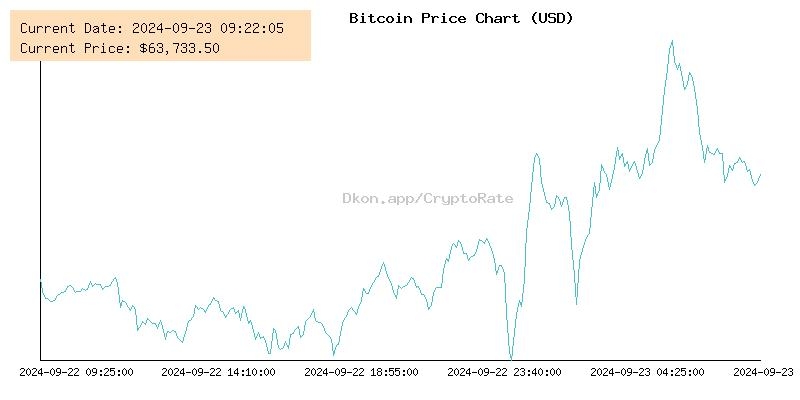 Bitcoin Price Chart (USD)
Current Date: 2024-09-23 09:22:05
Current Price: $63,733.50
Dkon.app/CryptoRate
2024-09-22 09:25:00 2024-09-22 14:10:00 2024-09-22 18:55:00 2024-09-22 23:40:00 2024-09-23 04:25:00 2024-09-23